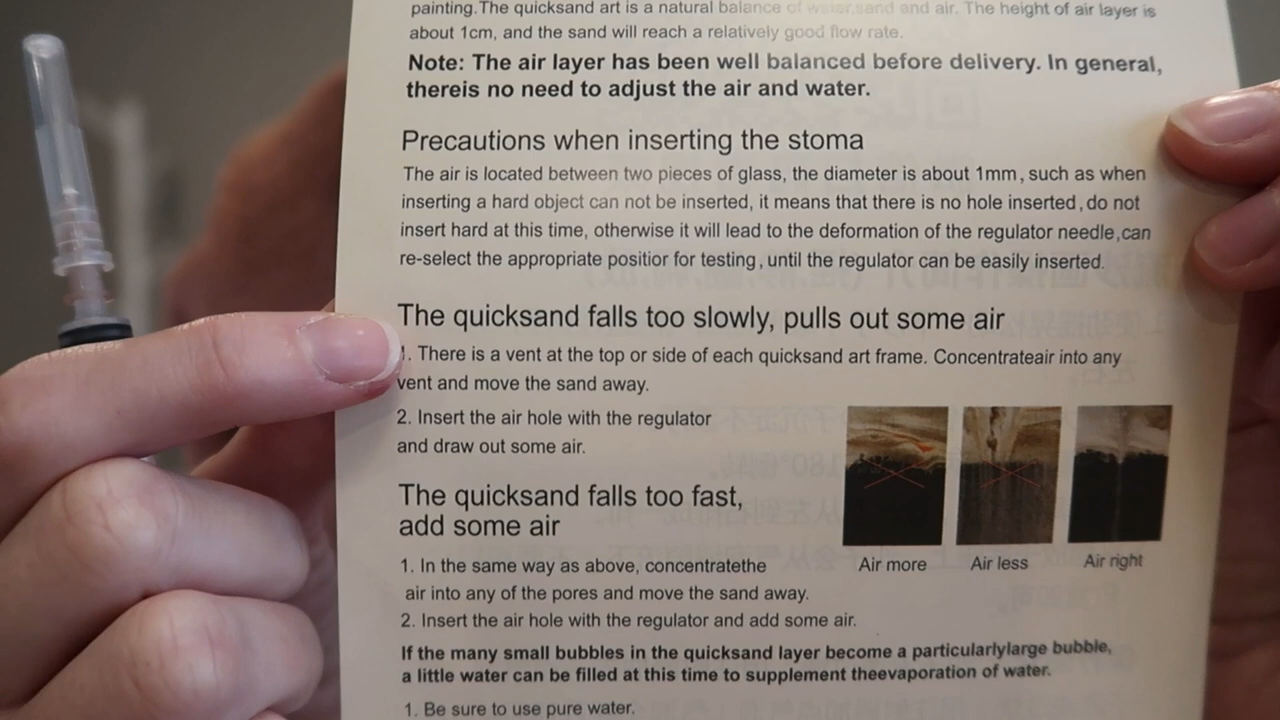 painting.The quicksand art is a natural balance of water,sand and air. The height of air layer is
about 1cm, and the sand will reach a relatively good flow rate.
Note: The air layer has been well balanced before delivery. In general,
thereis no need to adjust the air and water.
Precautions when inserting the stoma
The air is located between two pieces of glass, the diameter is about 1mm, such as when
inserting a hard object can not be inserted, it means that there is no hole inserted, do not
insert hard at this time, otherwise it will lead to the deformation of the regulator needle,can
re-select the appropriate positior for testing, until the regulator can be easily inserted.
The quicksand falls too slowly, pulls out some air
1. There is a vent at the top or side of each quicksand art frame. Concentrateair into any
vent and move the sand away.
2. Insert the air hole with the regulator
and draw out some air.
The quicksand falls too fast,
add some air
Air more Air less Air right
1. In the same way as above, concentratethe
air into any of the pores and move the sand away.
2. Insert the air hole with the regulator and add some air.
If the many small bubbles in the quicksand layer become a particularlylarge bubble,
a little water can be filled at this time to supplement theevaporation of water.
1. Be sure to use pure water.